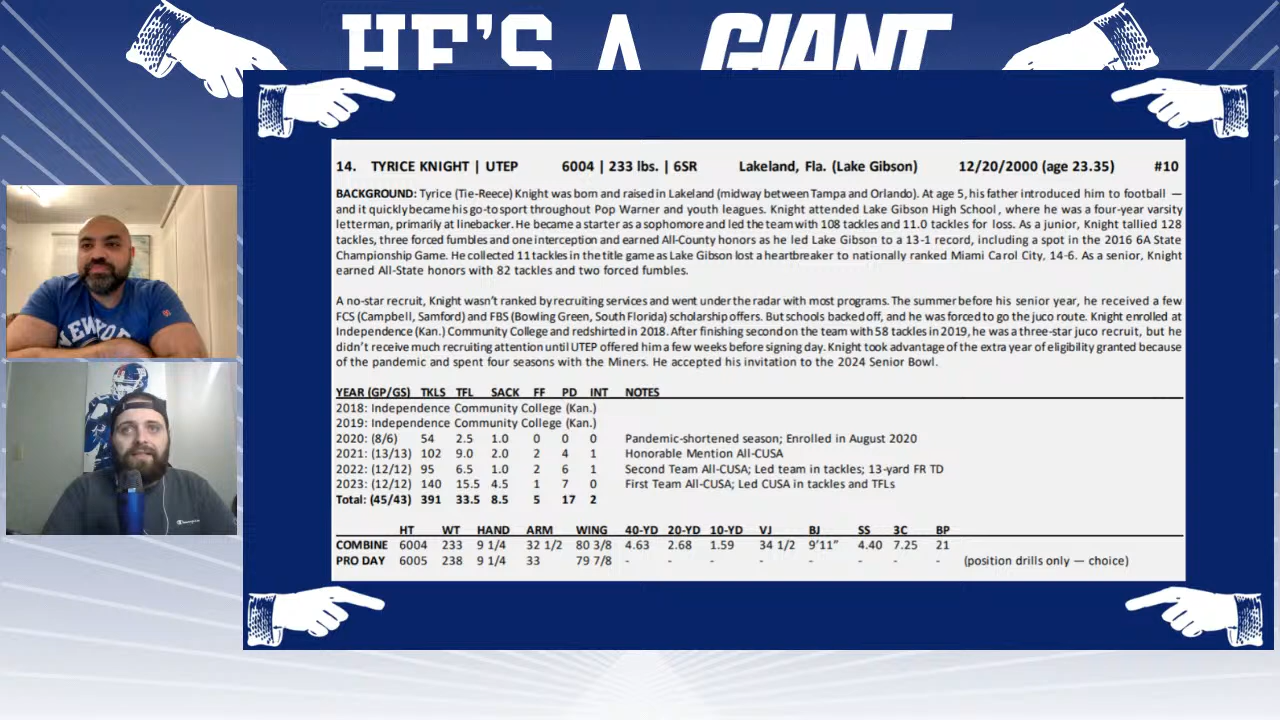 HE'S A GIANT
14. TYRICE KNIGHT | UTEP 6004 | 233 lbs. | 6SR Lakeland, Fla. (Lake Gibson) 12/20/2000 (age 23.35) #10
BACKGROUND: Tyrice (Tie-Reece) Knight was born and raised in Lakeland (midway between Tampa and Orlando). At age 5, his father introduced him to football —
and it quickly became his go-to sport throughout Pop Warner and youth leagues. Knight attended Lake Gibson High School, where he was a four-year varsity
letterman, primarily at linebacker. He became a starter as a sophomore and led the team with 108 tackles and 11.0 tackles for loss. As a junior, Knight tallied 128
tackles, three forced fumbles and one interception and earned All-County honors as he led Lake Gibson to a 13-1 record, including a spot in the 2016 6A State
Championship Game. He collected 11 tackles in the title game as Lake Gibson lost a heartbreaker to nationally ranked Miami Carol City, 14-6. As a senior, Knight
earned All-State honors with 82 tackles and two forced fumbles.
A no-star recruit, Knight wasn't ranked by recruiting services and went under the radar with most programs. The summer before his senior year, he received a few
FCS (Campbell, Samford) and FBS (Bowling Green, South Florida) scholarship offers. But schools backed off, and he was forced to go the juco route. Knight enrolled at
Independence (Kan.) Community College and redshirted in 2018. After finishing second on the team with 58 tackles in 2019, he was a three-star juco recruit, but he
didn't receive much recruiting attention until UTEP offered him a few weeks before signing day. Knight took advantage of the extra year of eligibility granted because
of the pandemic and spent four seasons with the Miners. He accepted his invitation to the 2024 Senior Bowl.
YEAR (GP/GS) TKLS TFL SACK FF PD INT NOTES
2018: Independence Community College (Kan.)
2019: Independence Community College (Kan.)
2020: (8/6) 54 2.5 1.0 0 0 0 Pandemic-shortened season; Enrolled in August 2020
2021: (13/13) 102 9.0 2.0 2 4 1 Honorable Mention All-CUSA
2022: (12/12) 95 6.5 1.0 2 6 1 Second Team All-CUSA; Led team in tackles; 13-yard FR TD
2023: (12/12) 140 15.5 4.5 1 7 0 First Team All-CUSA; Led CUSA in tackles and TFLs
Total: (45/43) 391 33.5 8.5 5 17 2
HT WT HAND ARM WING 40-YD 20-YD 10-YD VJ BJ SS 3C BP
COMBINE 6004 233 9 1/4 32 1/2 80 3/8 4.63 2.68 1.59 34 1/2 9'11" 4.40 7.25 21
PRO DAY 6005 238 9 1/4 33 79 7/8 - - - - - - - - (position drills only — choice)